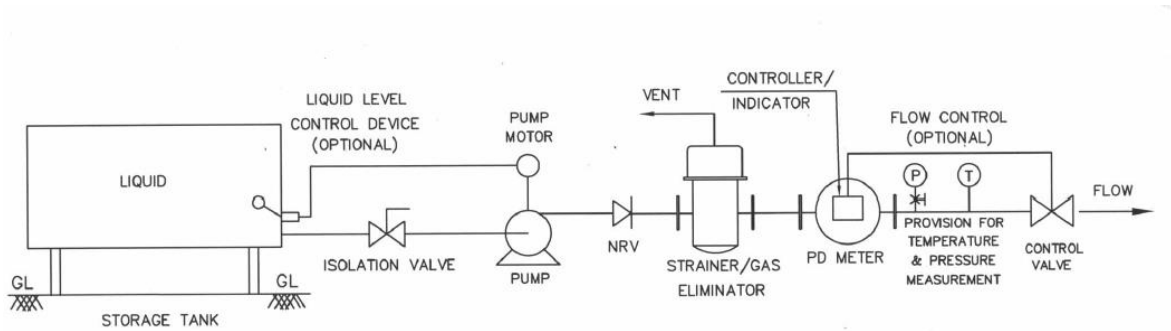 LIQUID LEVEL
CONTROL DEVICE
(OPTIONAL)
LIQUID
GL
GL
STORAGE TANK
ISOLATION VALVE
PUMP
MOTOR
PUMP
NRV
VENT
STRAINER/GAS
ELIMINATOR
CONTROLLER/
INDICATOR
PD METER
FLOW CONTROL
(OPTIONAL)
P
T
PROVISION FOR
TEMPERATURE
& PRESSURE
MEASUREMENT
CONTROL
VALVE
FLOW